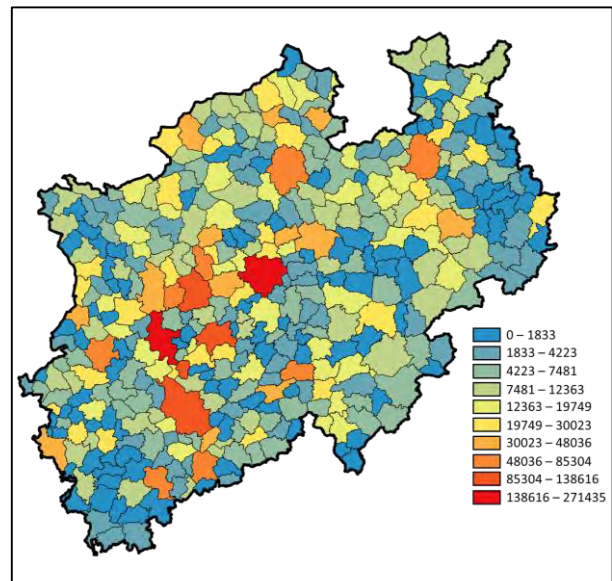 0 – 1833
1833 – 4223
4223 – 7481
7481 – 12363
12363 – 19749
19749 – 30023
30023 – 48036
48036 – 85304
85304 – 138616
138616 – 271435